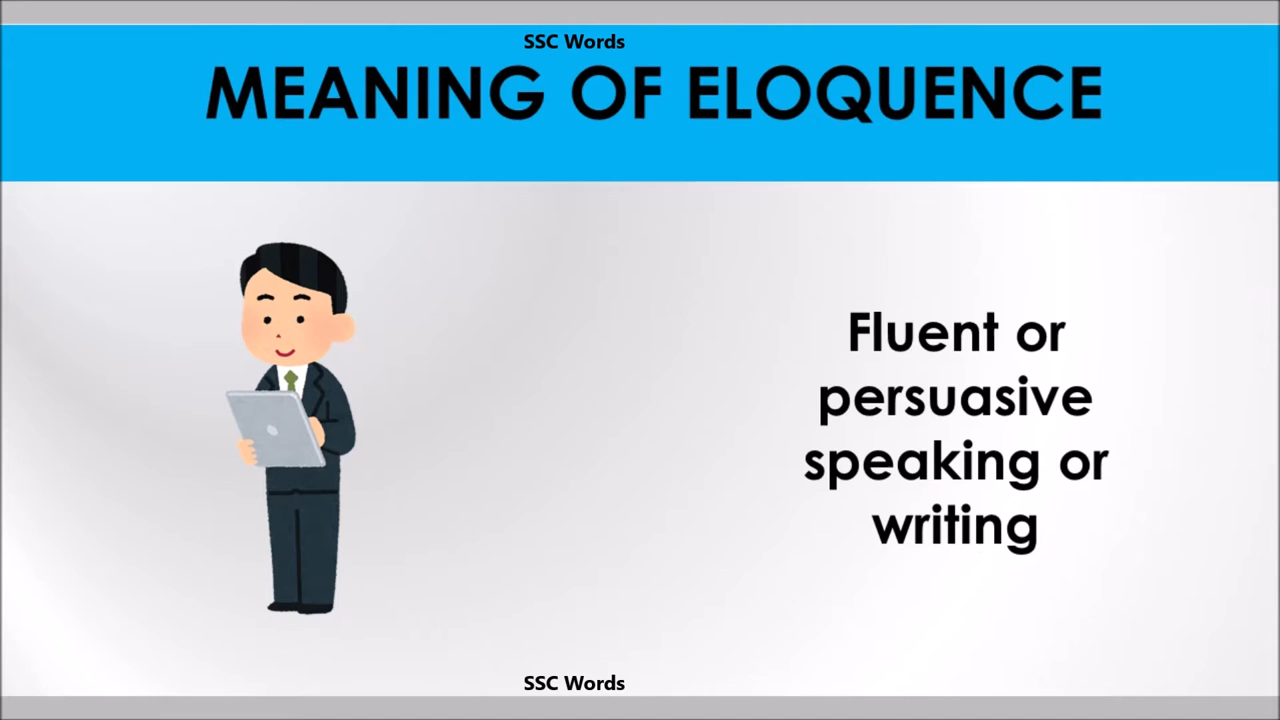 SSC Words
MEANING OF ELOQUENCE
Fluent or
persuasive
speaking or
writing
SSC Words